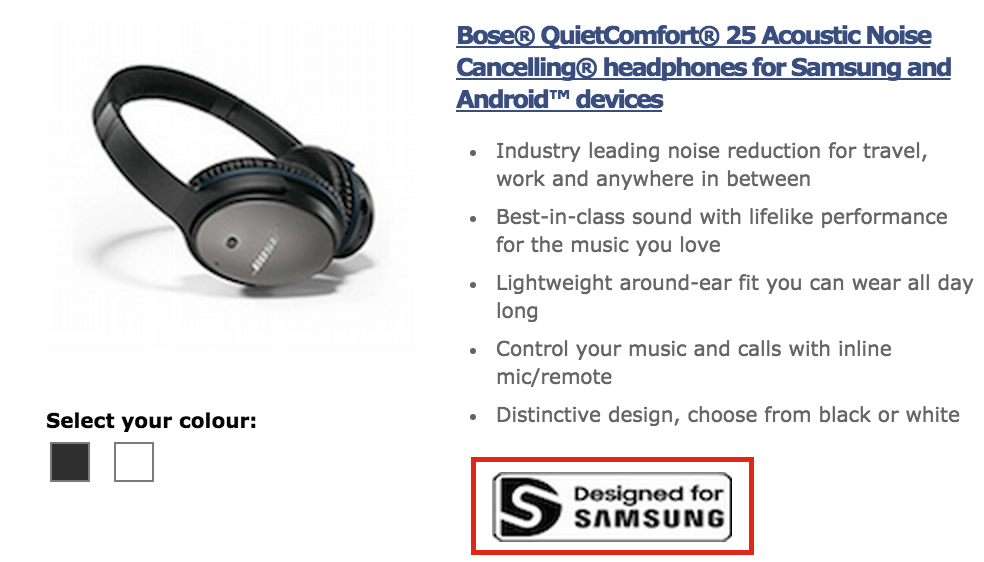 Bose® QuietComfort® 25 Acoustic Noise
Cancelling® headphones for Samsung and
Android™ devices
• Industry leading noise reduction for travel,
work and anywhere in between
• Best-in-class sound with lifelike performance
for the music you love
• Lightweight around-ear fit you can wear all day
long
• Control your music and calls with inline
mic/remote
• Distinctive design, choose from black or white
BOSE
Select your colour:
Designed for
SAMSUNG